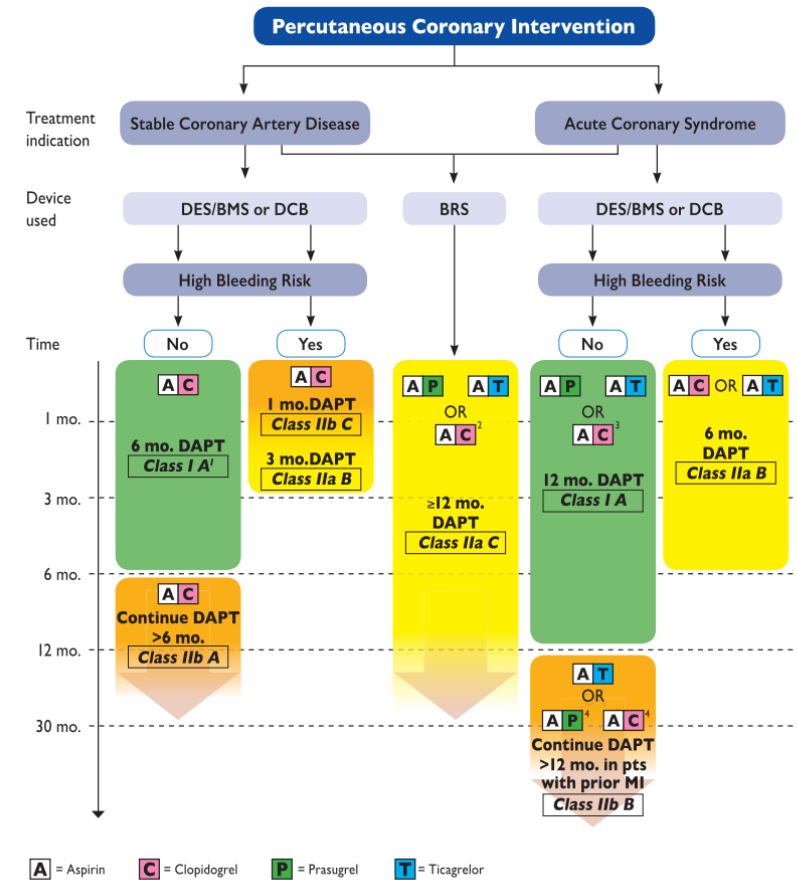 Percutaneous Coronary Intervention
Treatment
indication
Stable Coronary Artery Disease
Acute Coronary Syndrome
Device
used
DES/BMS or DCB
BRS
DES/BMS or DCB
High Bleeding Risk
High Bleeding Risk
Time
No
Yes
No
Yes
A C
6 mo. DAPT
Class I A1
A C
Continue DAPT
>6 mo.
Class IIb A
A C
1 mo.DAPT
Class IIb C
3 mo.DAPT
Class IIa B
A P A T
OR
A C 2
≥12 mo.
DAPT
Class IIa C
A P A T
OR
A C 3
12 mo. DAPT
Class I A
A T
OR
A P 4 A C 4
Continue DAPT
>12 mo. in pts
with prior MI
Class IIb B
A C OR A T
6 mo.
DAPT
Class IIa B
1 mo.
3 mo.
6 mo.
12 mo.
30 mo.
A = Aspirin C = Clopidogrel P = Prasugrel T = Ticagrelor